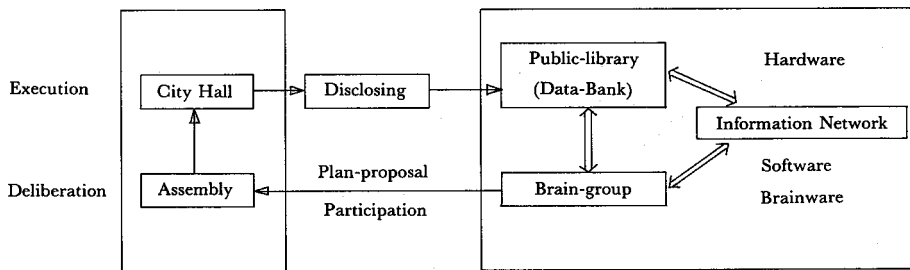 Public-library
Hardware
Execution
City Hall
Disclosing
(Data-Bank)
Information Network
Plan-proposal
Software
Deliberation
Assembly
Brain-group
Participation
Brainware